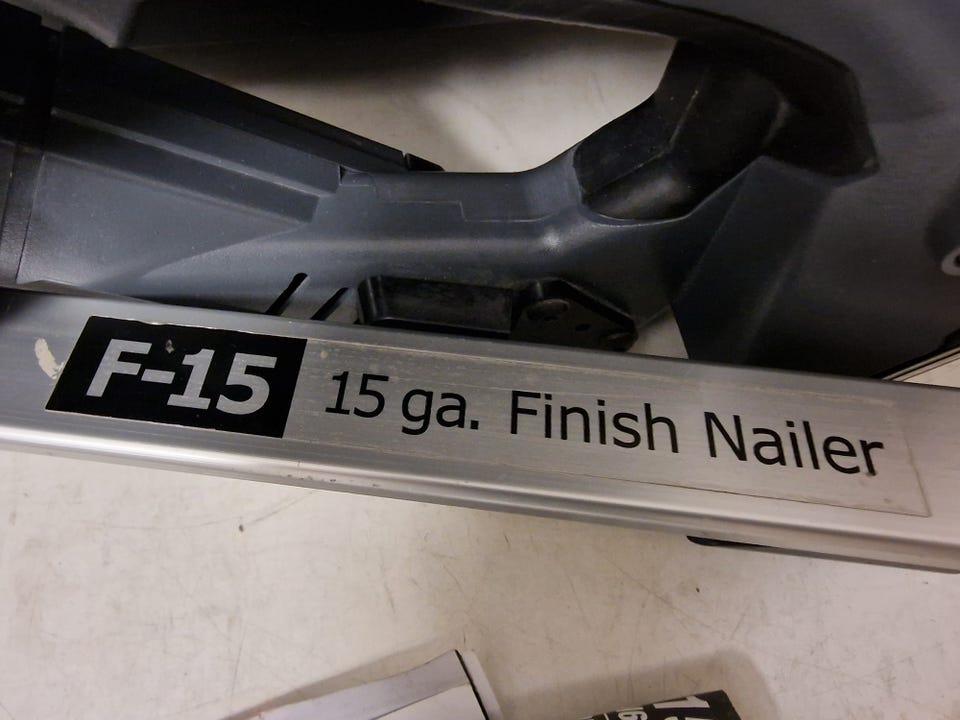 F-15 15 ga. Finish Nailer